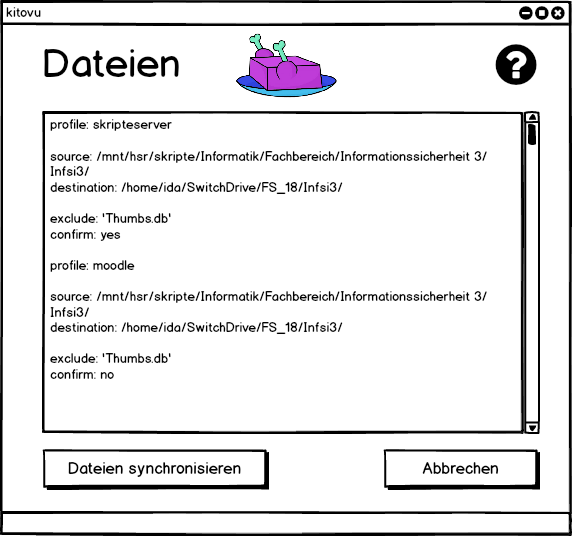 kitovu
Dateien
?
profile: skripteserver
source: /mnt/hsr/skripte/Informatik/Fachbereich/Informationssicherheit 3/
Infsi3/
destination: /home/ida/SwitchDrive/FS_18/Infsi3/
exclude: 'Thumbs.db'
confirm: yes
profile: moodle
source: /mnt/hsr/skripte/Informatik/Fachbereich/Informationssicherheit 3/
Infsi3/
destination: /home/ida/SwitchDrive/FS_18/Infsi3/
exclude: 'Thumbs.db'
confirm: no
Dateien synchronisieren
Abbrechen